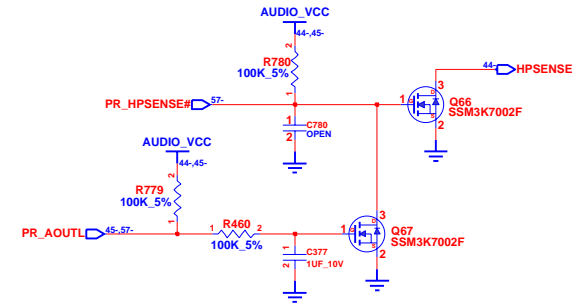 AUDIO_VCC
44-,45-
2
R780
100K_5%
1
44-
HPSENSE
3
D
PR_HPSENSE#
57-
1
G
Q66
SSM3K7002F
S
2
1
C780
2
OPEN
AUDIO_VCC
44-,45-
2
R779
100K_5%
1
PR_AOUTL
45-,57-
1
R460
2
100K_5%
3
D
1
G
Q67
SSM3K7002F
S
2
1
C377
2
1UF_10V